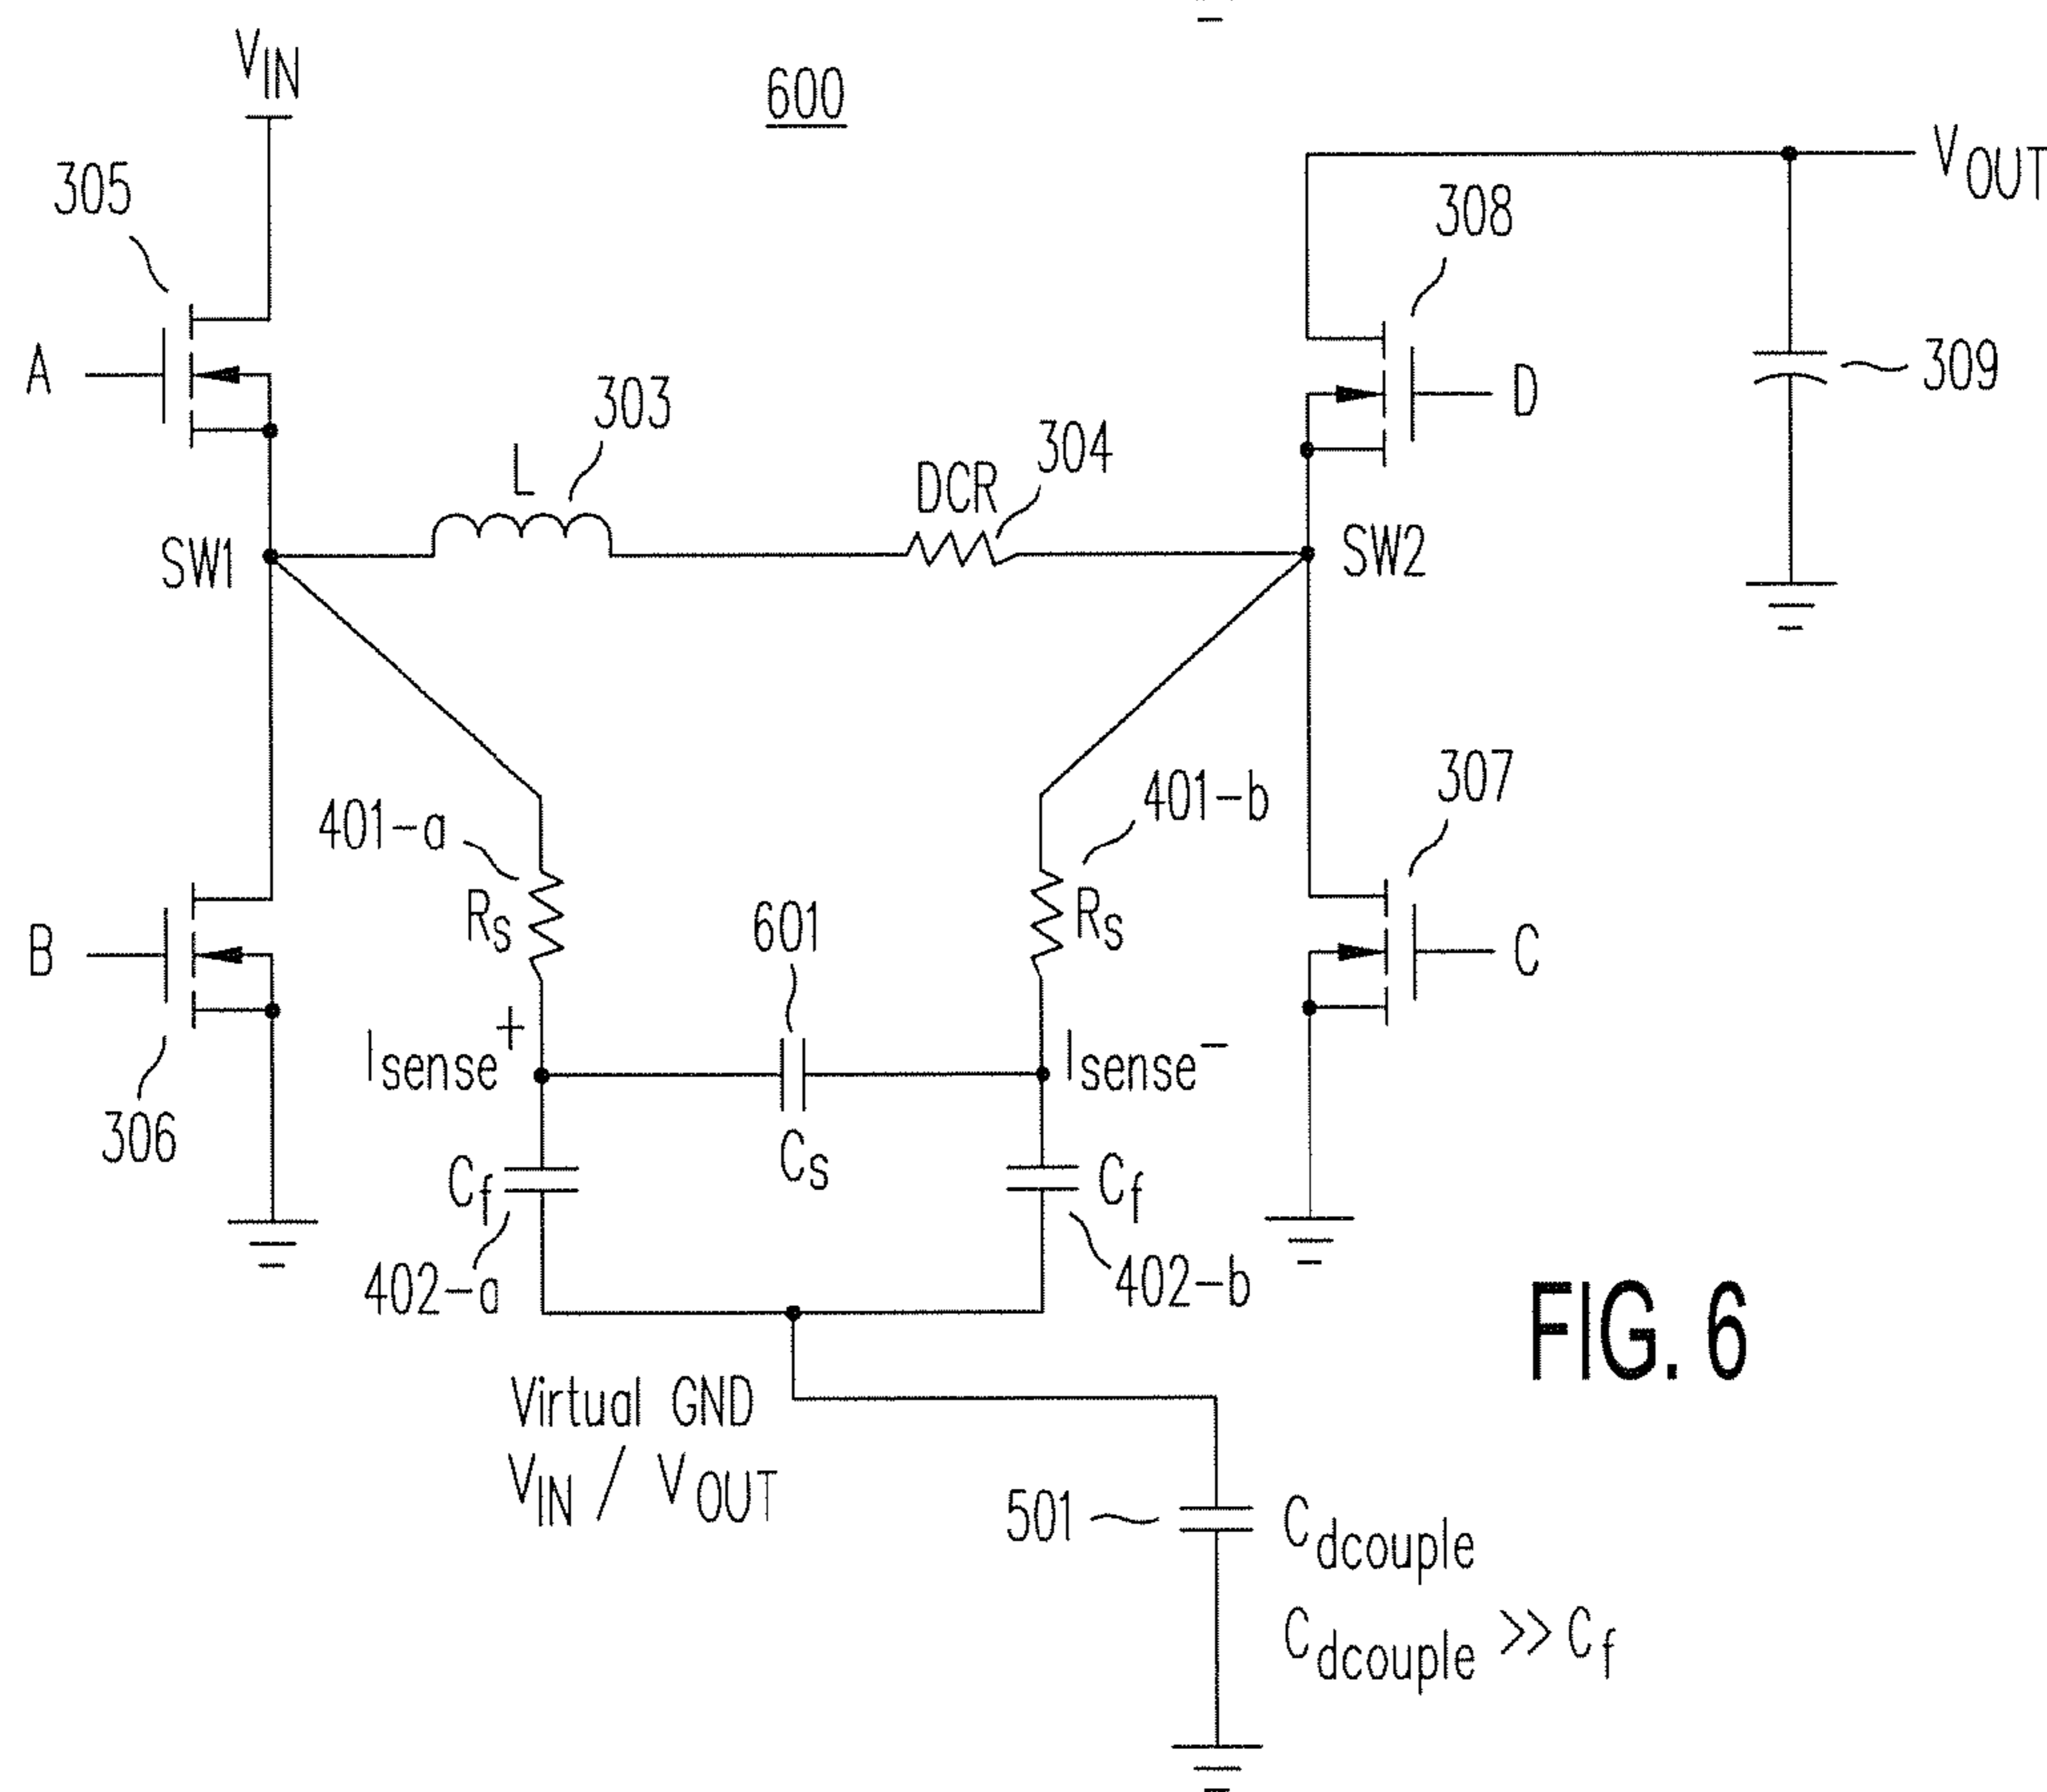 600
VIN
VOUT
305
308
A
D
309
303
304
L
DCR
SW1
SW2
401-a
401-b
307
RS
601
RS
B
C
Isense+
Isense-
306
CS
Cf
Cf
402-a
402-b
FIG. 6
Virtual GND
VIN / VOUT
501
Cdcouple
Cdcouple >> Cf